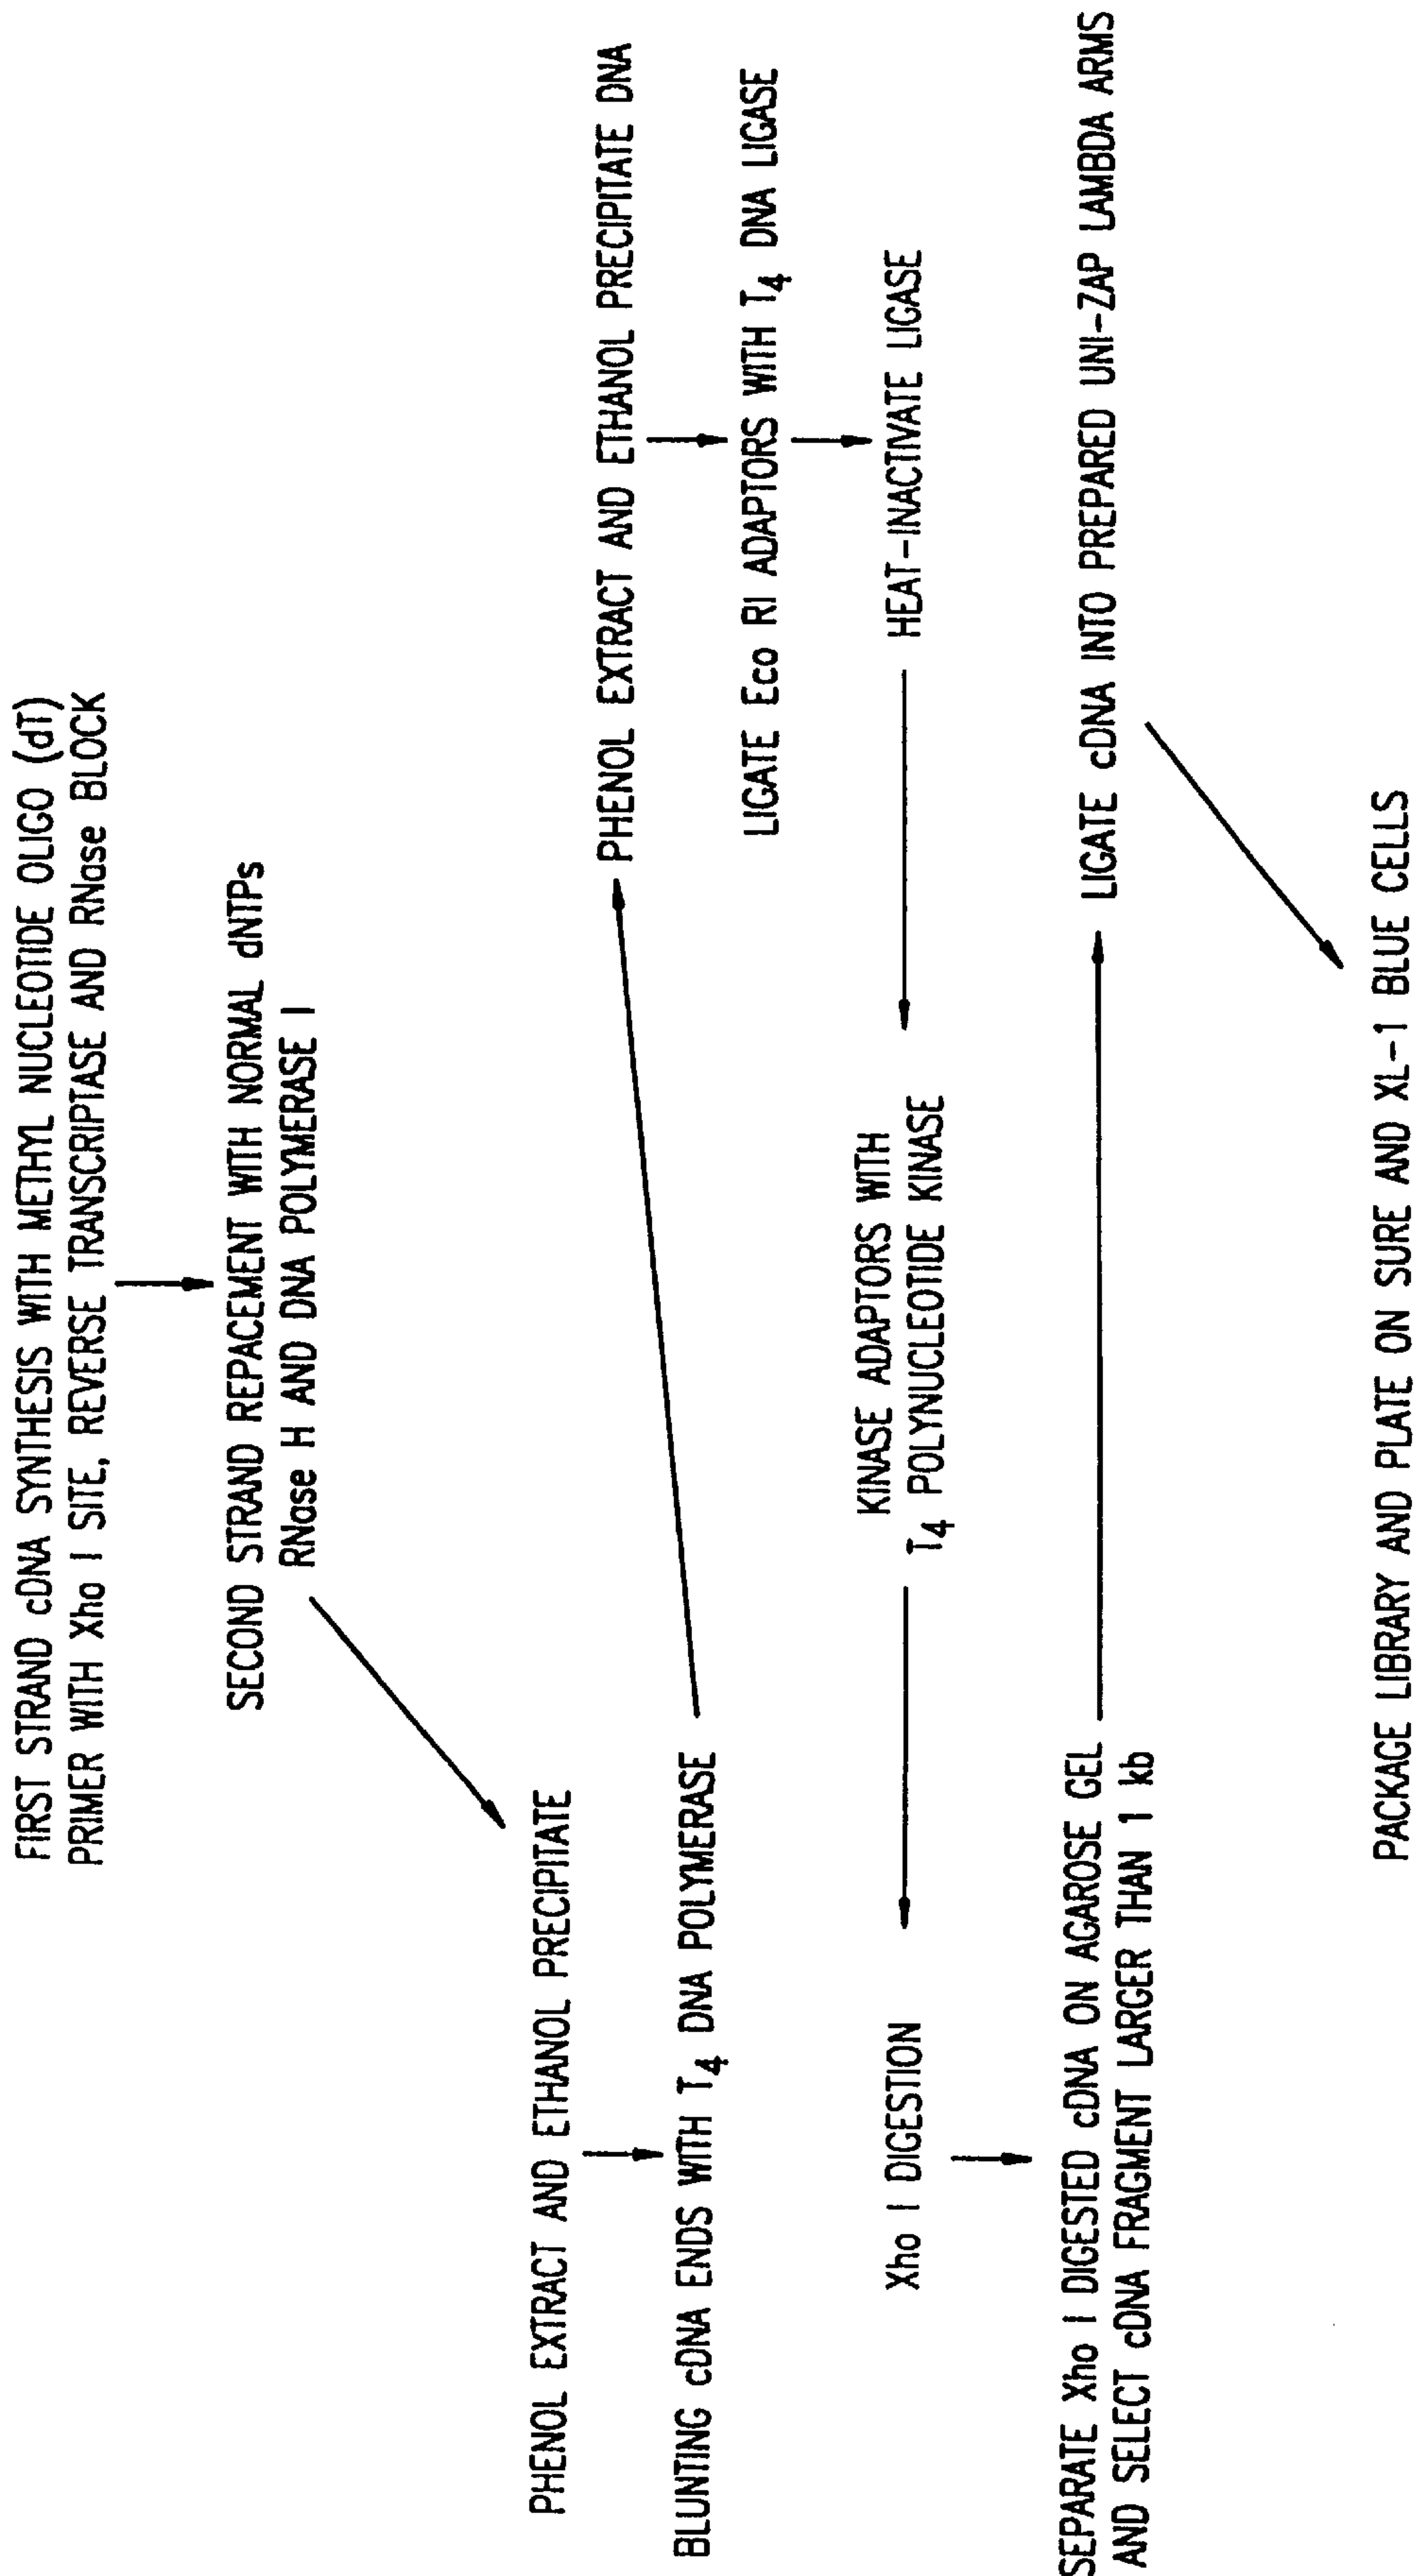 FIRST STRAND cDNA SYNTHESIS WITH METHYL NUCLEOTIDE OLIGO (dT)
PRIMER WITH Xho I SITE, REVERSE TRANSCRIPTASE AND RNase BLOCK
SECOND STRAND REPACEMENT WITH NORMAL dNTPs
RNase H AND DNA POLYMERASE I
PHENOL EXTRACT AND ETHANOL PRECIPITATE
BLUNTING cDNA ENDS WITH T4 DNA POLYMERASE
PHENOL EXTRACT AND ETHANOL PRECIPITATE DNA
LIGATE Eco RI ADAPTORS WITH T4 DNA LIGASE
HEAT-INACTIVATE LIGASE
KINASE ADAPTORS WITH
T4 POLYNUCLEOTIDE KINASE
Xho I DIGESTION
SEPARATE Xho I DIGESTED cDNA ON AGAROSE GEL
AND SELECT cDNA FRAGMENT LARGER THAN 1 kb
LIGATE cDNA INTO PREPARED UNI-ZAP LAMBDA ARMS
PACKAGE LIBRARY AND PLATE ON SURE AND XL-1 BLUE CELLS